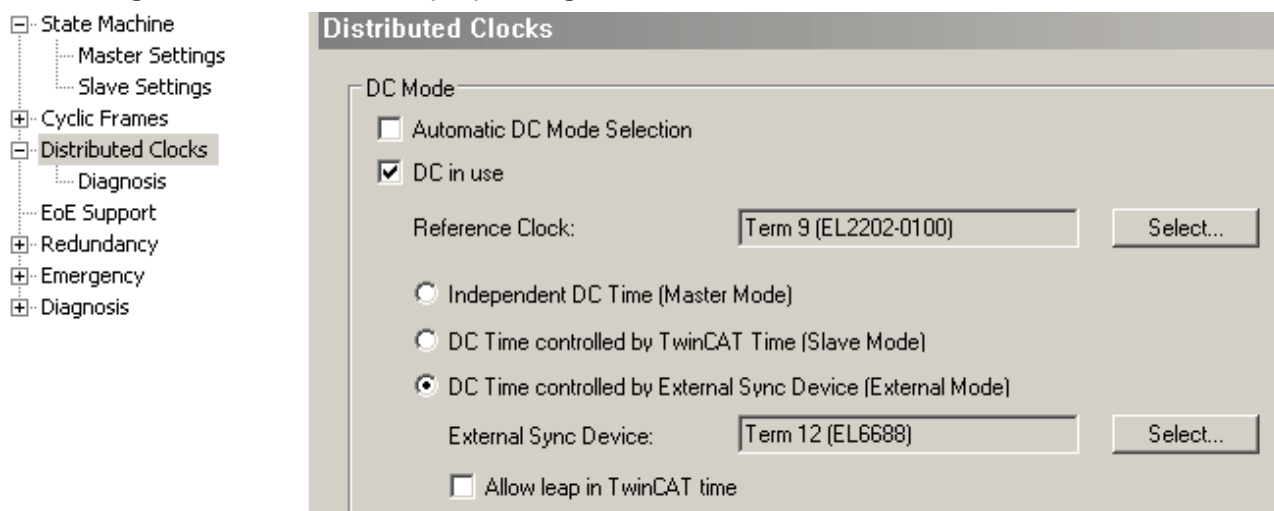 State Machine
Master Settings
Slave Settings
Cyclic Frames
Distributed Clocks
Diagnosis
EoE Support
Redundancy
Emergency
Diagnosis
Distributed Clocks
DC Mode
Automatic DC Mode Selection
DC in use
Reference Clock: Term 9 (EL2202-0100) Select...
Independent DC Time (Master Mode)
DC Time controlled by TwinCAT Time (Slave Mode)
DC Time controlled by External Sync Device (External Mode)
External Sync Device: Term 12 (EL6688) Select...
Allow leap in TwinCAT time